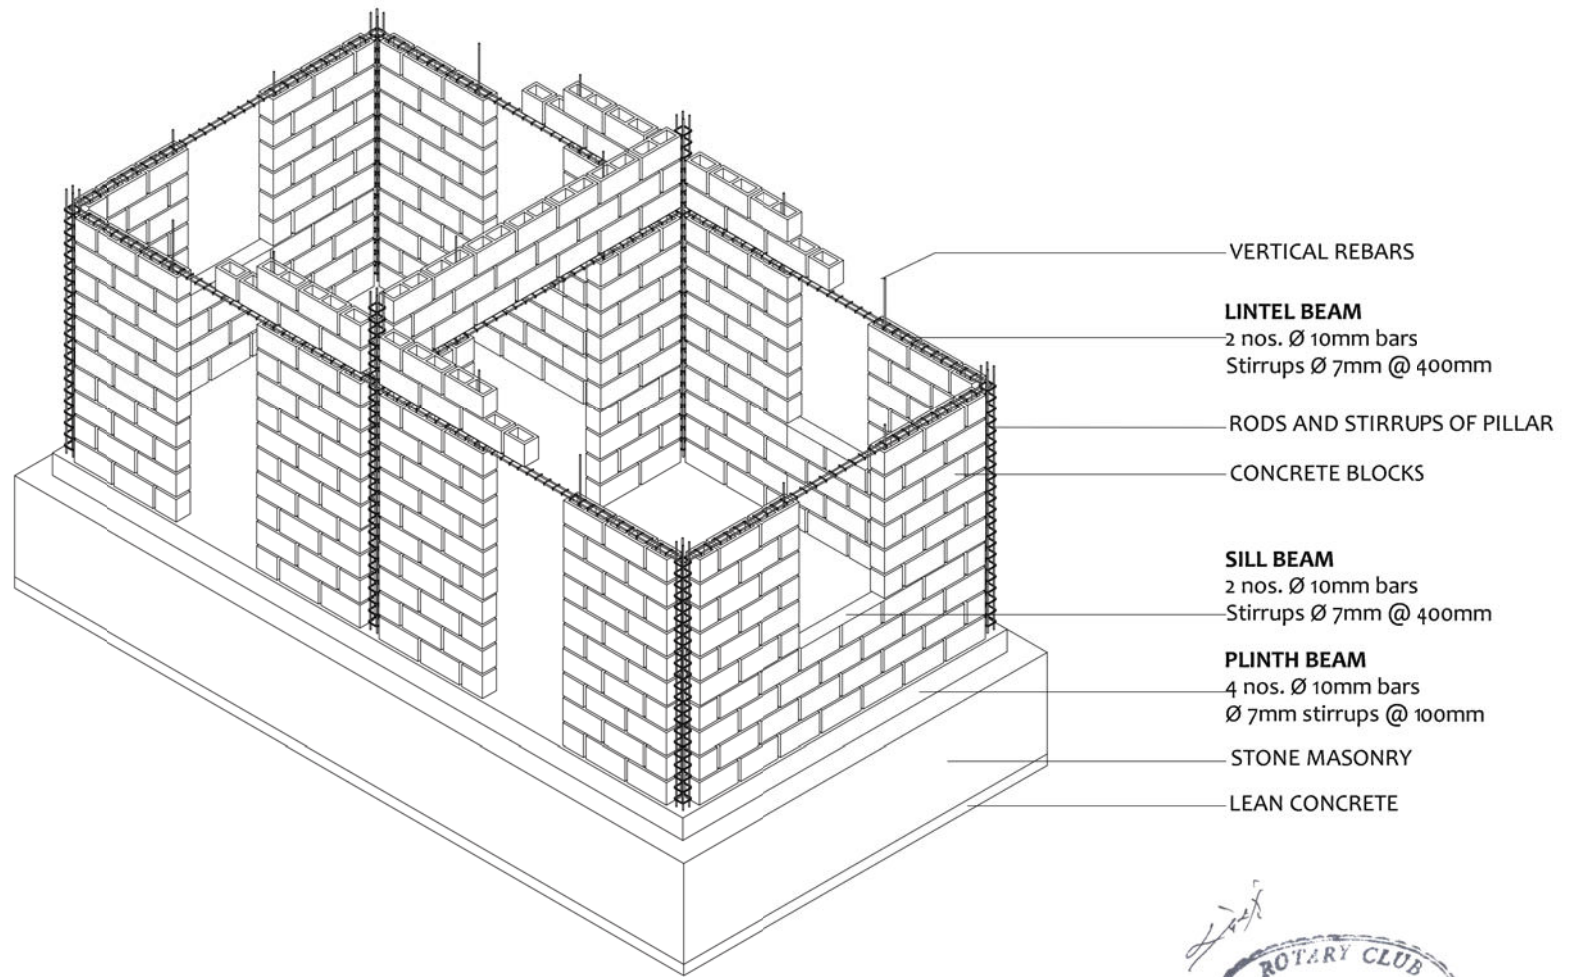 VERTICAL REBARS
LINTEL BEAM
2 nos. Ø 10mm bars
Stirrups Ø 7mm @ 400mm
RODS AND STIRRUPS OF PILLAR
CONCRETE BLOCKS
SILL BEAM
2 nos. Ø 10mm bars
Stirrups Ø 7mm @ 400mm
PLINTH BEAM
4 nos. Ø 10mm bars
Ø 7mm stirrups @ 100mm
STONE MASONRY
LEAN CONCRETE
ROTARY CLUB